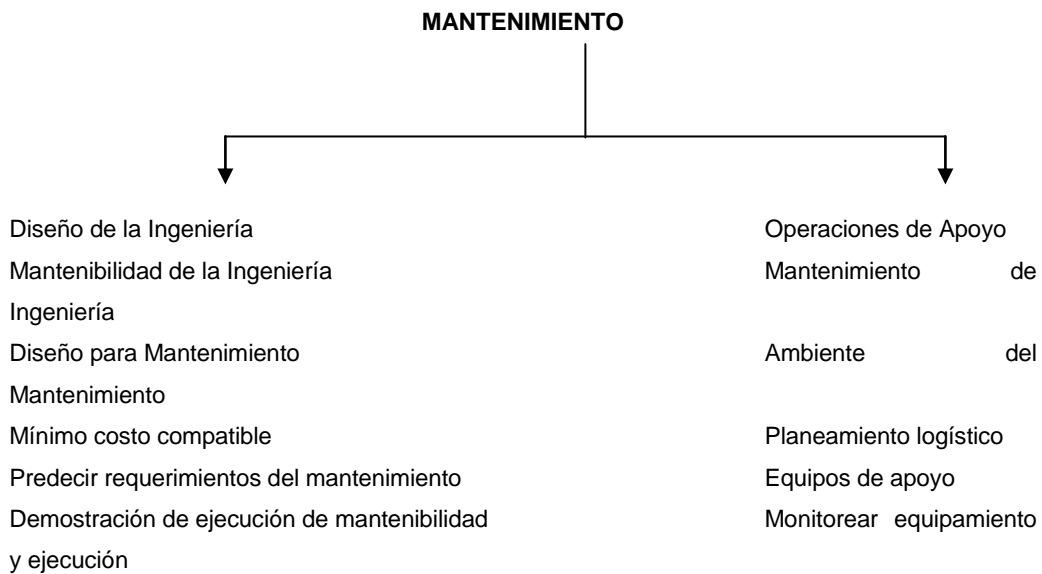 MANTENIMIENTO
Diseño de la Ingeniería Operaciones de Apoyo
Mantenibilidad de la Ingeniería Mantenimiento de
Ingeniería
Diseño para Mantenimiento Ambiente del
Mantenimiento
Mínimo costo compatible Planeamiento logístico
Predecir requerimientos del mantenimiento Equipos de apoyo
Demostración de ejecución de mantenibilidad Monitorear equipamiento
y ejecución